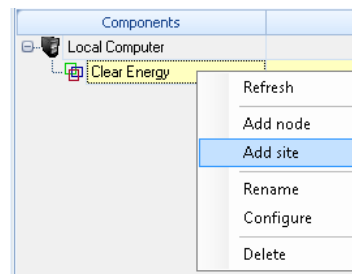 Components
Local Computer
Clear Energy
Refresh
Add node
Add site
Rename
Configure
Delete